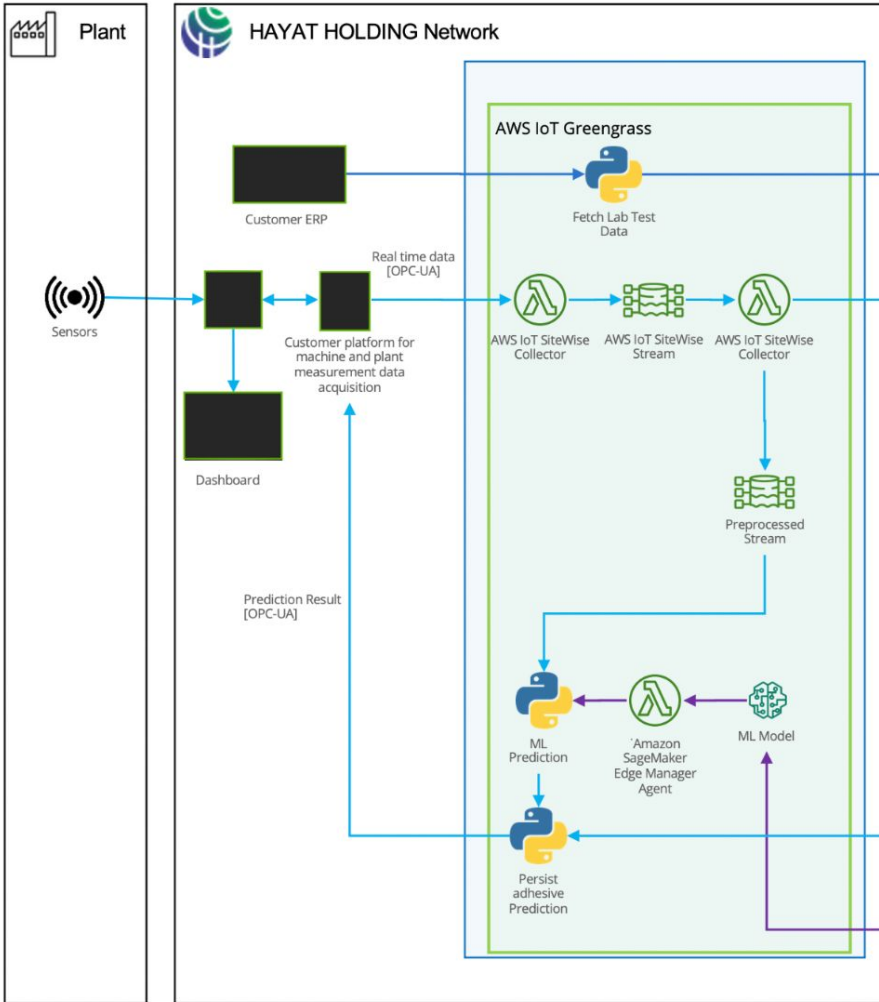 Plant
HAYAT HOLDING Network
AWS IoT Greengrass
Customer ERP
Fetch Lab Test
Data
Real time data
[OPC-UA]
Sensors
Customer platform for
machine and plant
measurement data
acquisition
AWS IoT SiteWise
Collector
AWS IoT SiteWise
Stream
AWS IoT SiteWise
Collector
Dashboard
Preprocessed
Stream
Prediction Result
[OPC-UA]
ML
Prediction
`Amazon
SageMaker
Edge Manager
Agent
ML Model
Persist
adhesive
Prediction